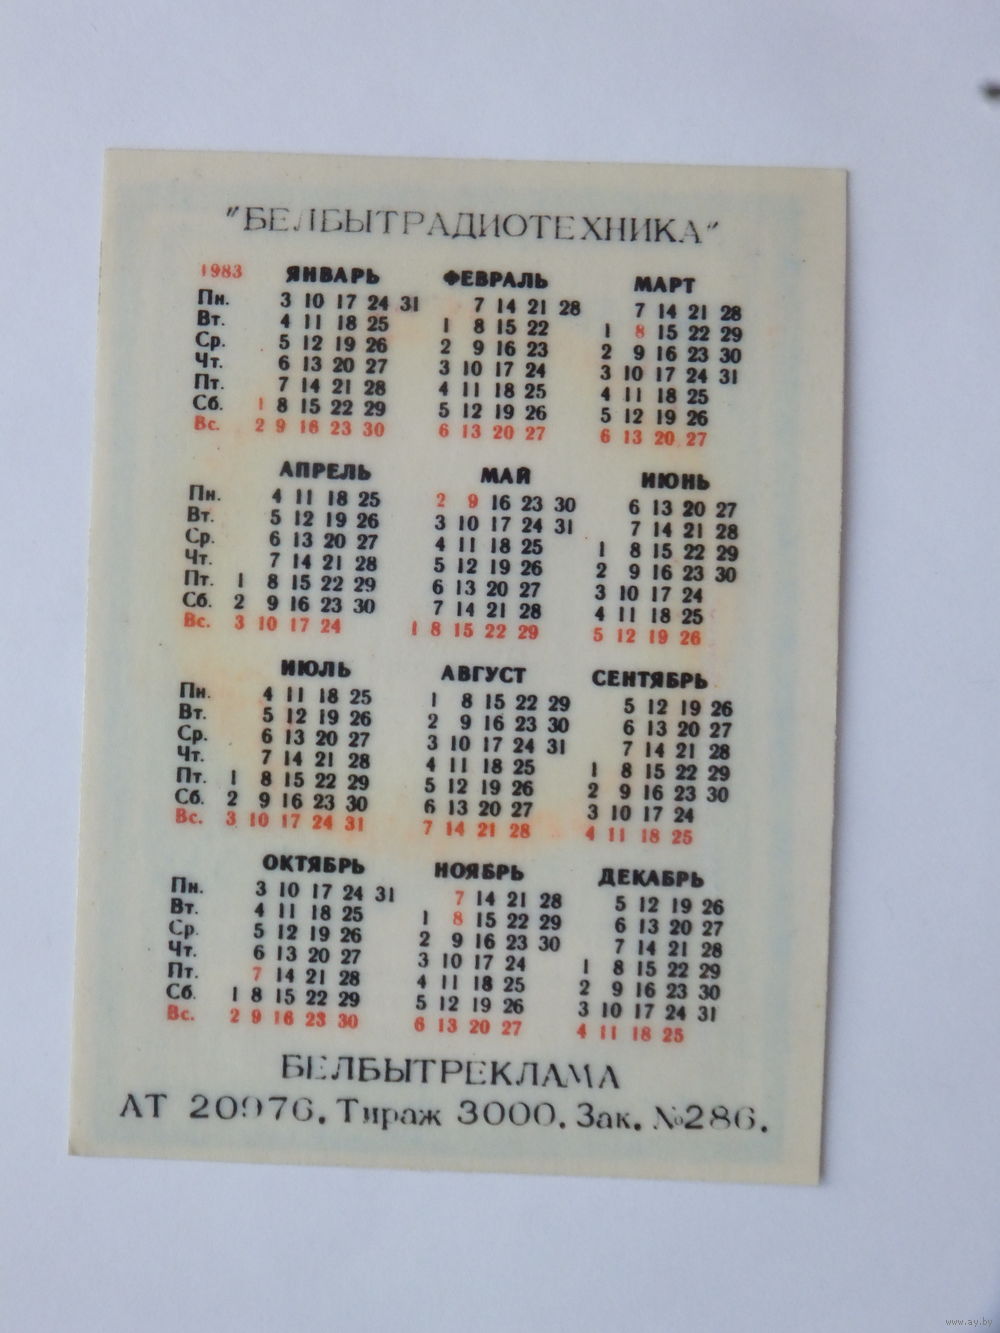 "БЕЛБЫТРАДИОТЕХНИКА"
1983 ЯНВАРЬ ФЕВРАЛЬ МАРТ
Пн. 3 10 17 24 31 7 14 21 28 7 14 21 28
Вт. 4 11 18 25 1 8 15 22 1 8 15 22 29
Ср. 5 12 19 26 2 9 16 23 2 9 16 23 30
Чт. 6 13 20 27 3 10 17 24 3 10 17 24 31
Пт. 7 14 21 28 4 11 18 25 4 11 18 25
Сб. 1 8 15 22 29 5 12 19 26 5 12 19 26
Вс. 2 9 16 23 30 6 13 20 27 6 13 20 27
АПРЕЛЬ МАЙ ИЮНЬ
Пн. 4 11 18 25 2 9 16 23 30 6 13 20 27
Вт. 5 12 19 26 3 10 17 24 31 7 14 21 28
Ср. 6 13 20 27 4 11 18 25 1 8 15 22 29
Чт. 7 14 21 28 5 12 19 26 2 9 16 23 30
Пт. 1 8 15 22 29 6 13 20 27 3 10 17 24
Сб. 2 9 16 23 30 7 14 21 28 4 11 18 25
Вс. 3 10 17 24 1 8 15 22 29 5 12 19 26
ИЮЛЬ АВГУСТ СЕНТЯБРЬ
Пн. 4 11 18 25 1 8 15 22 29 5 12 19 26
Вт. 5 12 19 26 2 9 16 23 30 6 13 20 27
Ср. 6 13 20 27 3 10 17 24 31 7 14 21 28
Чт. 7 14 21 28 4 11 18 25 1 8 15 22 29
Пт. 1 8 15 22 29 5 12 19 26 2 9 16 23 30
Сб. 2 9 16 23 30 6 13 20 27 3 10 17 24
Вс. 3 10 17 24 31 7 14 21 28 4 11 18 25
ОКТЯБРЬ НОЯБРЬ ДЕКАБРЬ
Пн. 3 10 17 24 31 7 14 21 28 5 12 19 26
Вт. 4 11 18 25 1 8 15 22 29 6 13 20 27
Ср. 5 12 19 26 2 9 16 23 30 7 14 21 28
Чт. 6 13 20 27 3 10 17 24 1 8 15 22 29
Пт. 7 14 21 28 4 11 18 25 2 9 16 23 30
Сб. 1 8 15 22 29 5 12 19 26 3 10 17 24 31
Вс. 2 9 16 23 30 6 13 20 27 4 11 18 25
БЕЛБЫТРЕКЛАМА
АТ 20976. Тираж 3000. Зак. №286.
www.ay.by